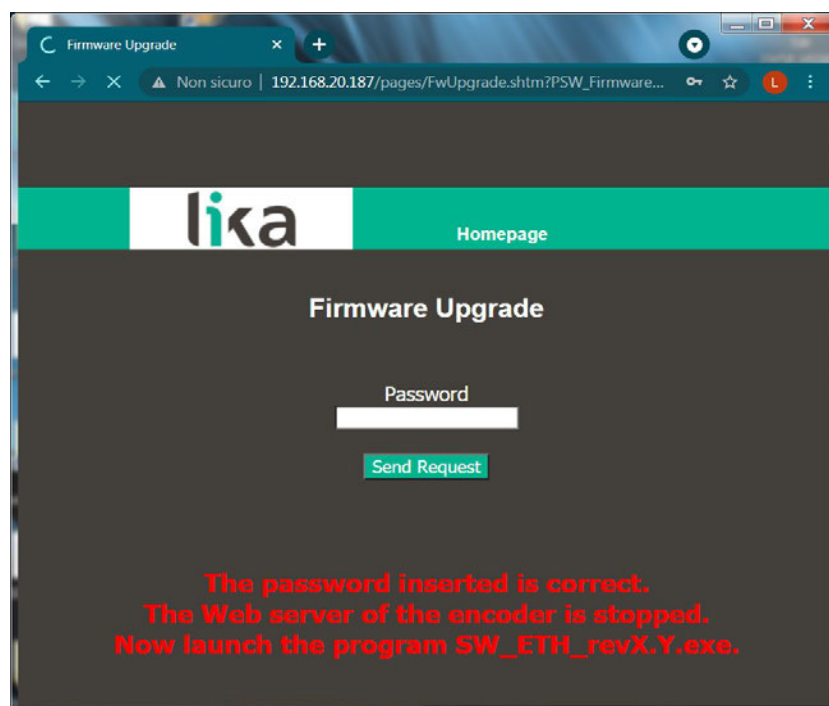 Firmware Upgrade
Non sicuro | 192.168.20.187/pages/FwUpgrade.shtm?PSW_Firmware...
L
lika
Homepage
Firmware Upgrade
Password
Send Request
The password inserted is correct.
The Web server of the encoder is stopped.
Now launch the program SW_ETH_revX.Y.exe.